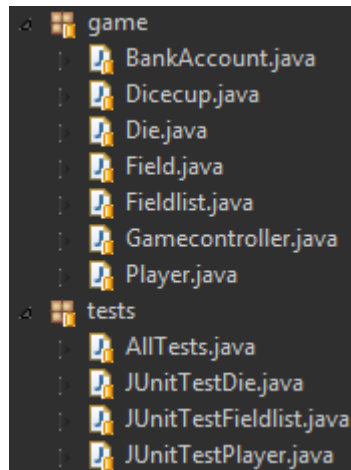 game
BankAccount.java
Dicecup.java
Die.java
Field.java
Fieldlist.java
Gamecontroller.java
Player.java
tests
AllTests.java
JUnitTestDie.java
JUnitTestFieldlist.java
JUnitTestPlayer.java